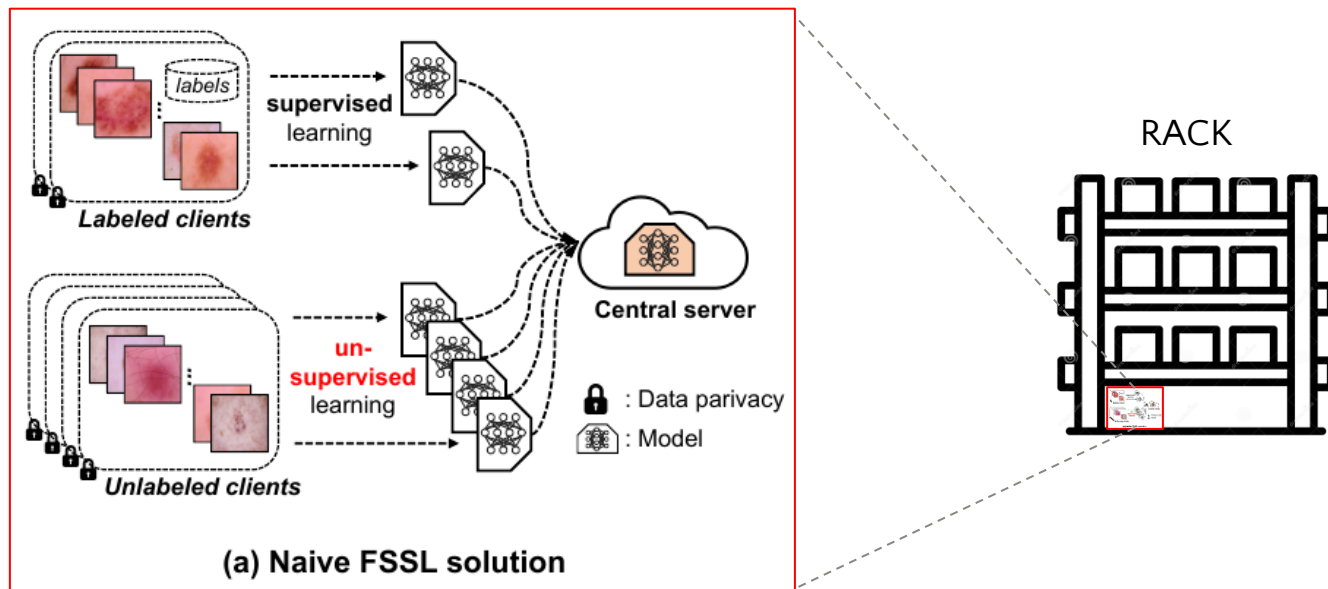 labels
supervised
learning
Labeled clients
un-
supervised
learning
Unlabeled clients
Central server
: Data parivacy
: Model
(a) Naive FSSL solution
RACK